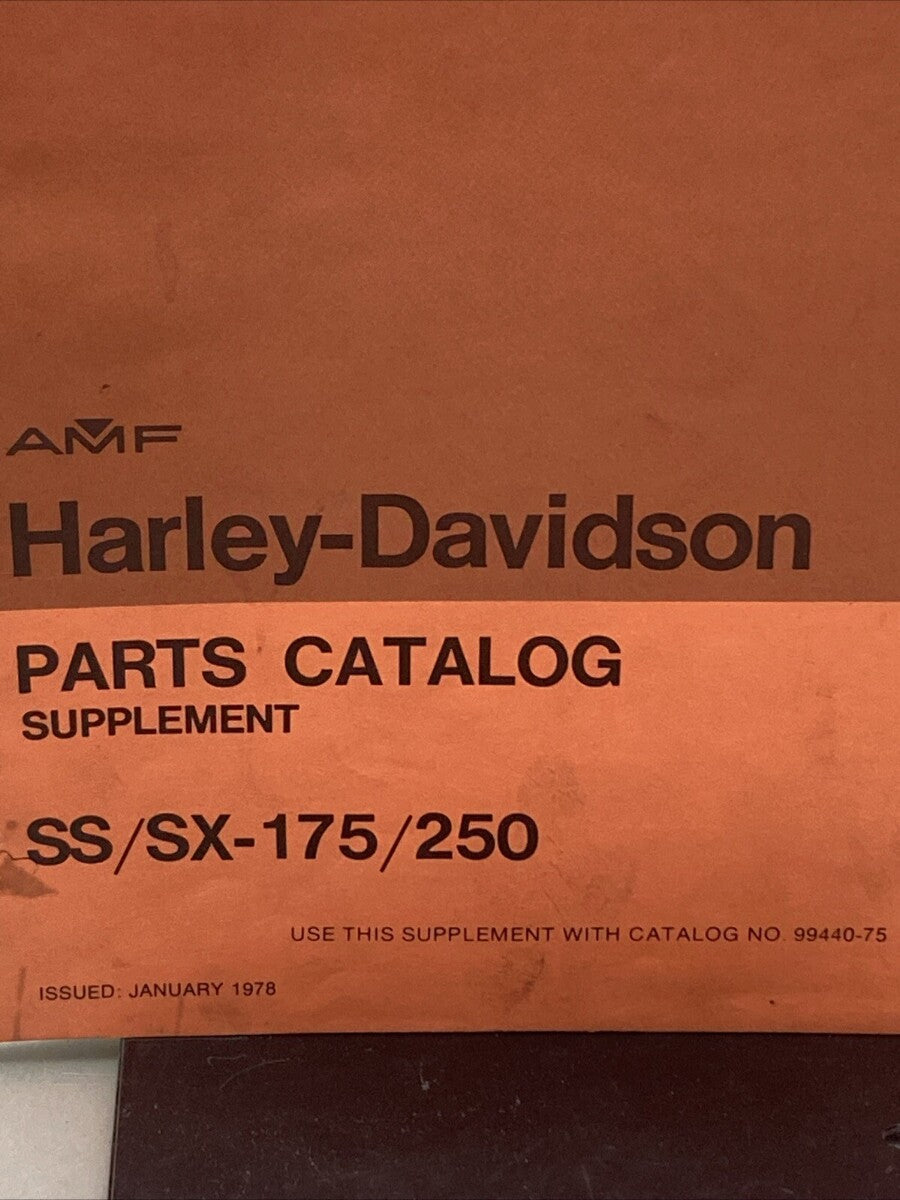 AMF
Harley-Davidson
PARTS CATALOG
SUPPLEMENT
SS/SX-175/250
USE THIS SUPPLEMENT WITH CATALOG NO. 99440-75
ISSUED: JANUARY 1978